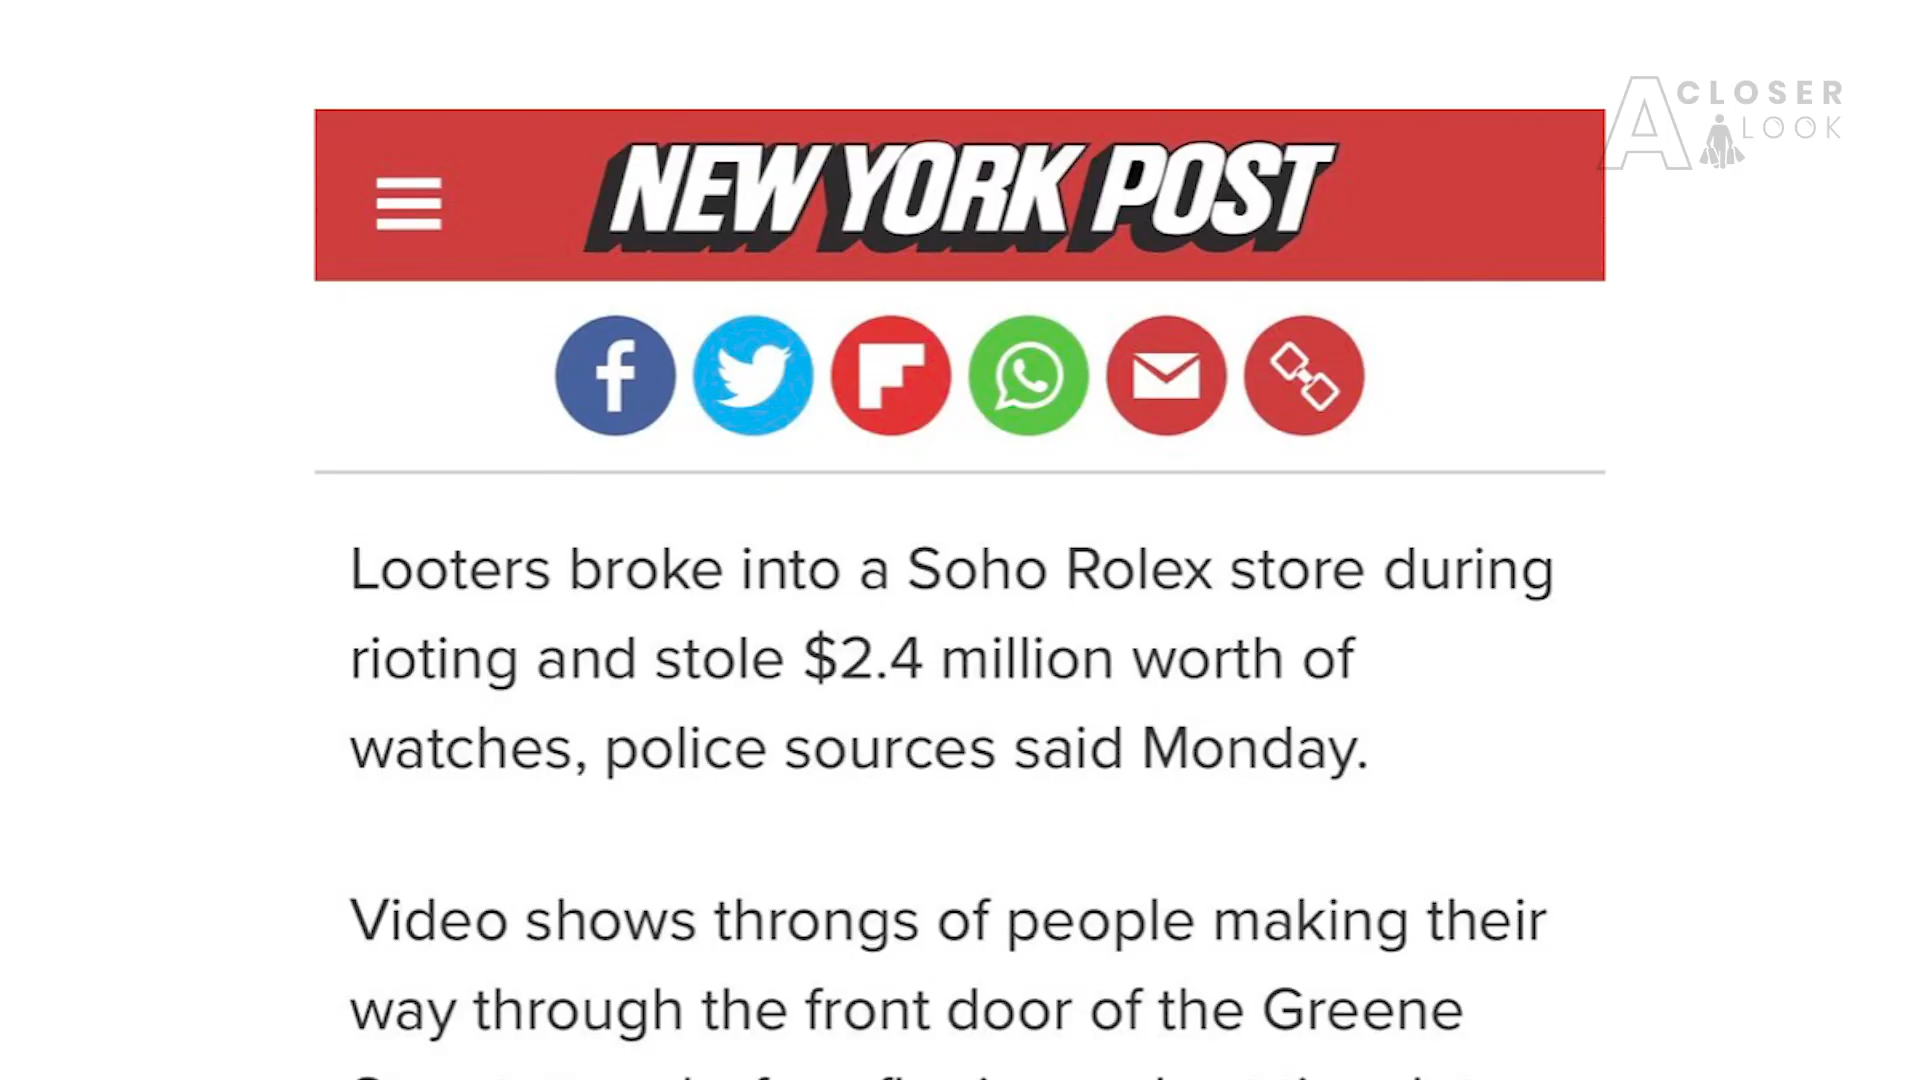 A CLOSER
LOOK
NEW YORK POST
Looters broke into a Soho Rolex store during
rioting and stole $2.4 million worth of
watches, police sources said Monday.
Video shows throngs of people making their
way through the front door of the Greene